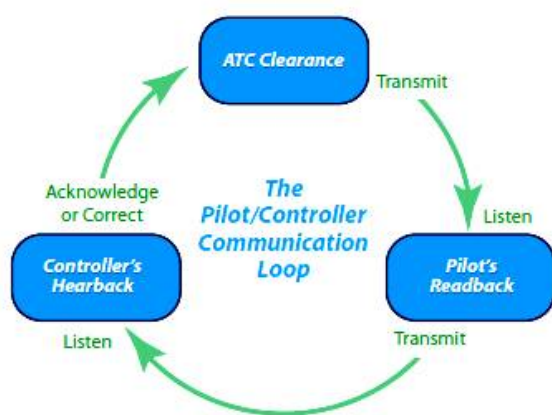 ATC Clearance
Transmit
Listen
Pilot's
Readback
Transmit
Listen
Controller's
Hearback
Acknowledge
or Correct
The
Pilot/Controller
Communication
Loop